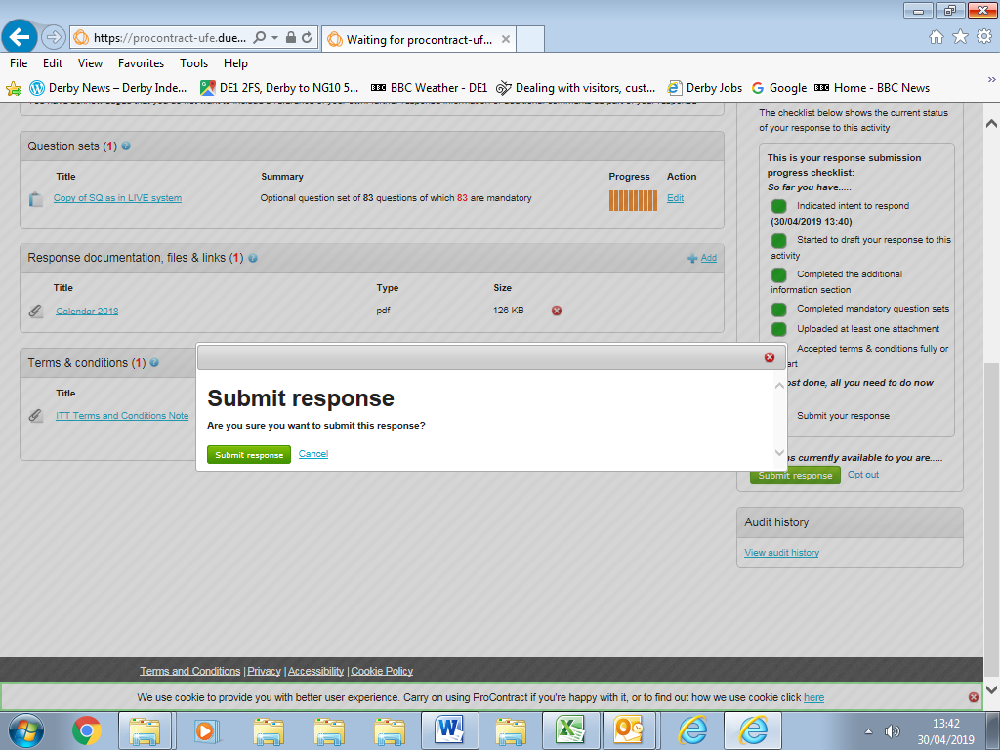 https://procontract-ufe.due...
Waiting for procontract-uf...
File Edit View Favorites Tools Help
Derby News – Derby Inde...
DE1 2FS, Derby to NG10 5...
BBC Weather - DE1
Dealing with visitors, cust...
Derby Jobs
Google
Home - BBC News
Question sets (1)
Title Summary Progress Action
Copy of SQ as in LIVE system Optional question set of 83 questions of which 83 are mandatory Edit
Response documentation, files & links (1) Add
Title Type Size
Calendar 2018 pdf 126 KB
Terms & conditions (1)
Title
ITT Terms and Conditions Note
Submit response
Are you sure you want to submit this response?
Submit response Cancel
The checklist below shows the current status
of your response to this activity
This is your response submission
progress checklist:
So far you have.....
Indicated intent to respond
(30/04/2019 13:40)
Started to draft your response to this
activity
Completed the additional
information section
Completed mandatory question sets
Uploaded at least one attachment
Accepted terms & conditions fully or
art
ost done, all you need to do now
Submit your response
s currently available to you are.....
Submit response Opt out
Audit history
View audit history
Terms and Conditions | Privacy | Accessibility | Cookie Policy
We use cookie to provide you with better user experience. Carry on using ProContract if you're happy with it, or to find out how we use cookie click here
13:42
30/04/2019